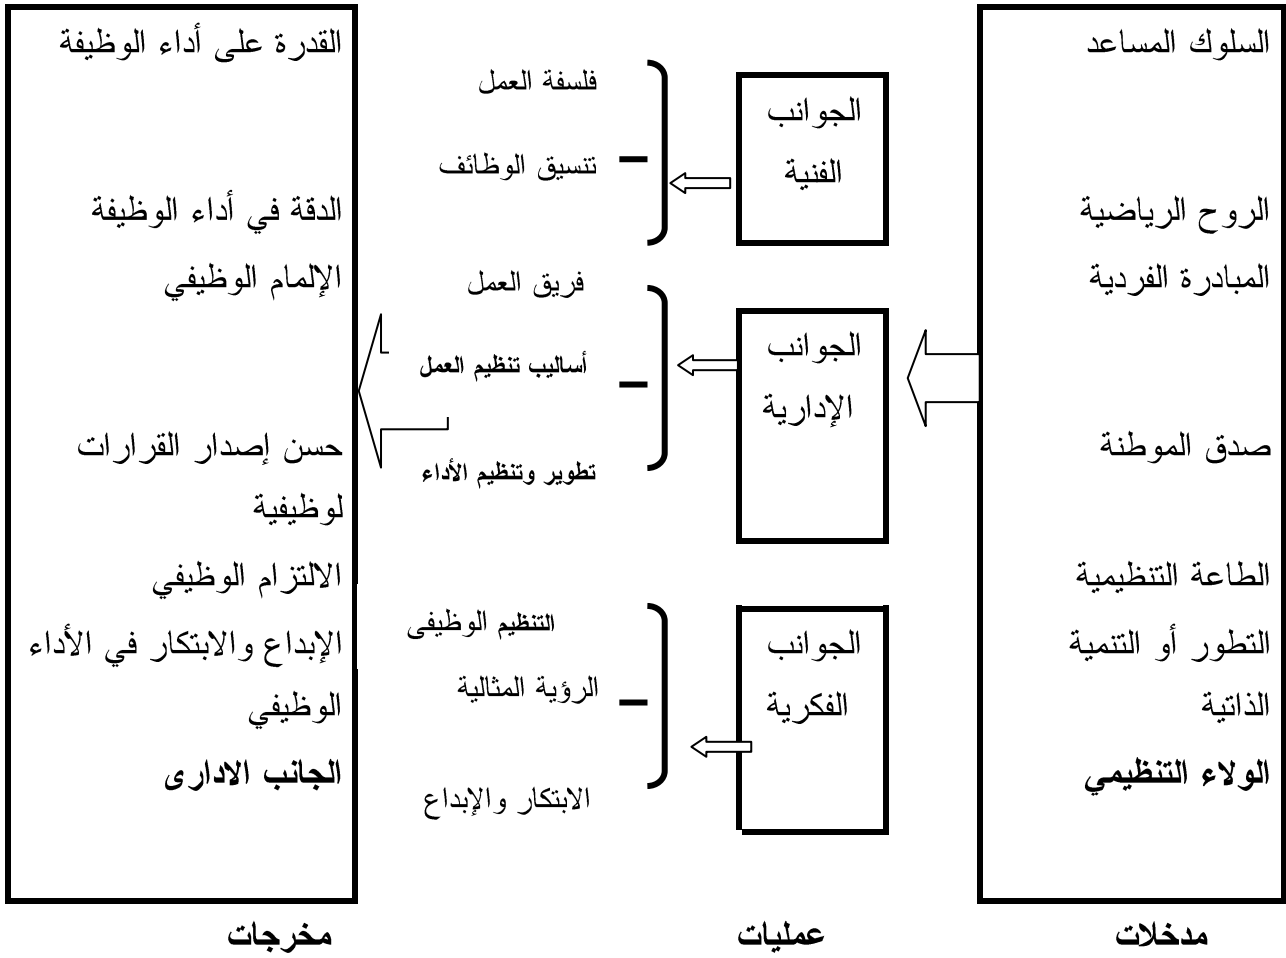 السلوك المساعد
الروح الرياضية
المبادرة الفردية
صدق الموطنة
الطاعة التنظيمية
التطور أو التنمية
الذاتية
الولاء التنظيمي
مدخلات
الجوانب
الفنية
الجوانب
الإدارية
الجوانب
الفكرية
فلسفة العمل
تنسيق الوظائف
فريق العمل
أساليب تنظيم العمل
تطوير وتنظيم الأداء
التنظيم الوظيفى
الرؤية المثالية
الابتكار والإبداع
عمليات
القدرة على أداء الوظيفة
الدقة في أداء الوظيفة
الإلمام الوظيفي
حسن إصدار القرارات
لوظيفية
الالتزام الوظيفي
الإبداع والابتكار في الأداء
الوظيفي
الجانب الادارى
مخرجات